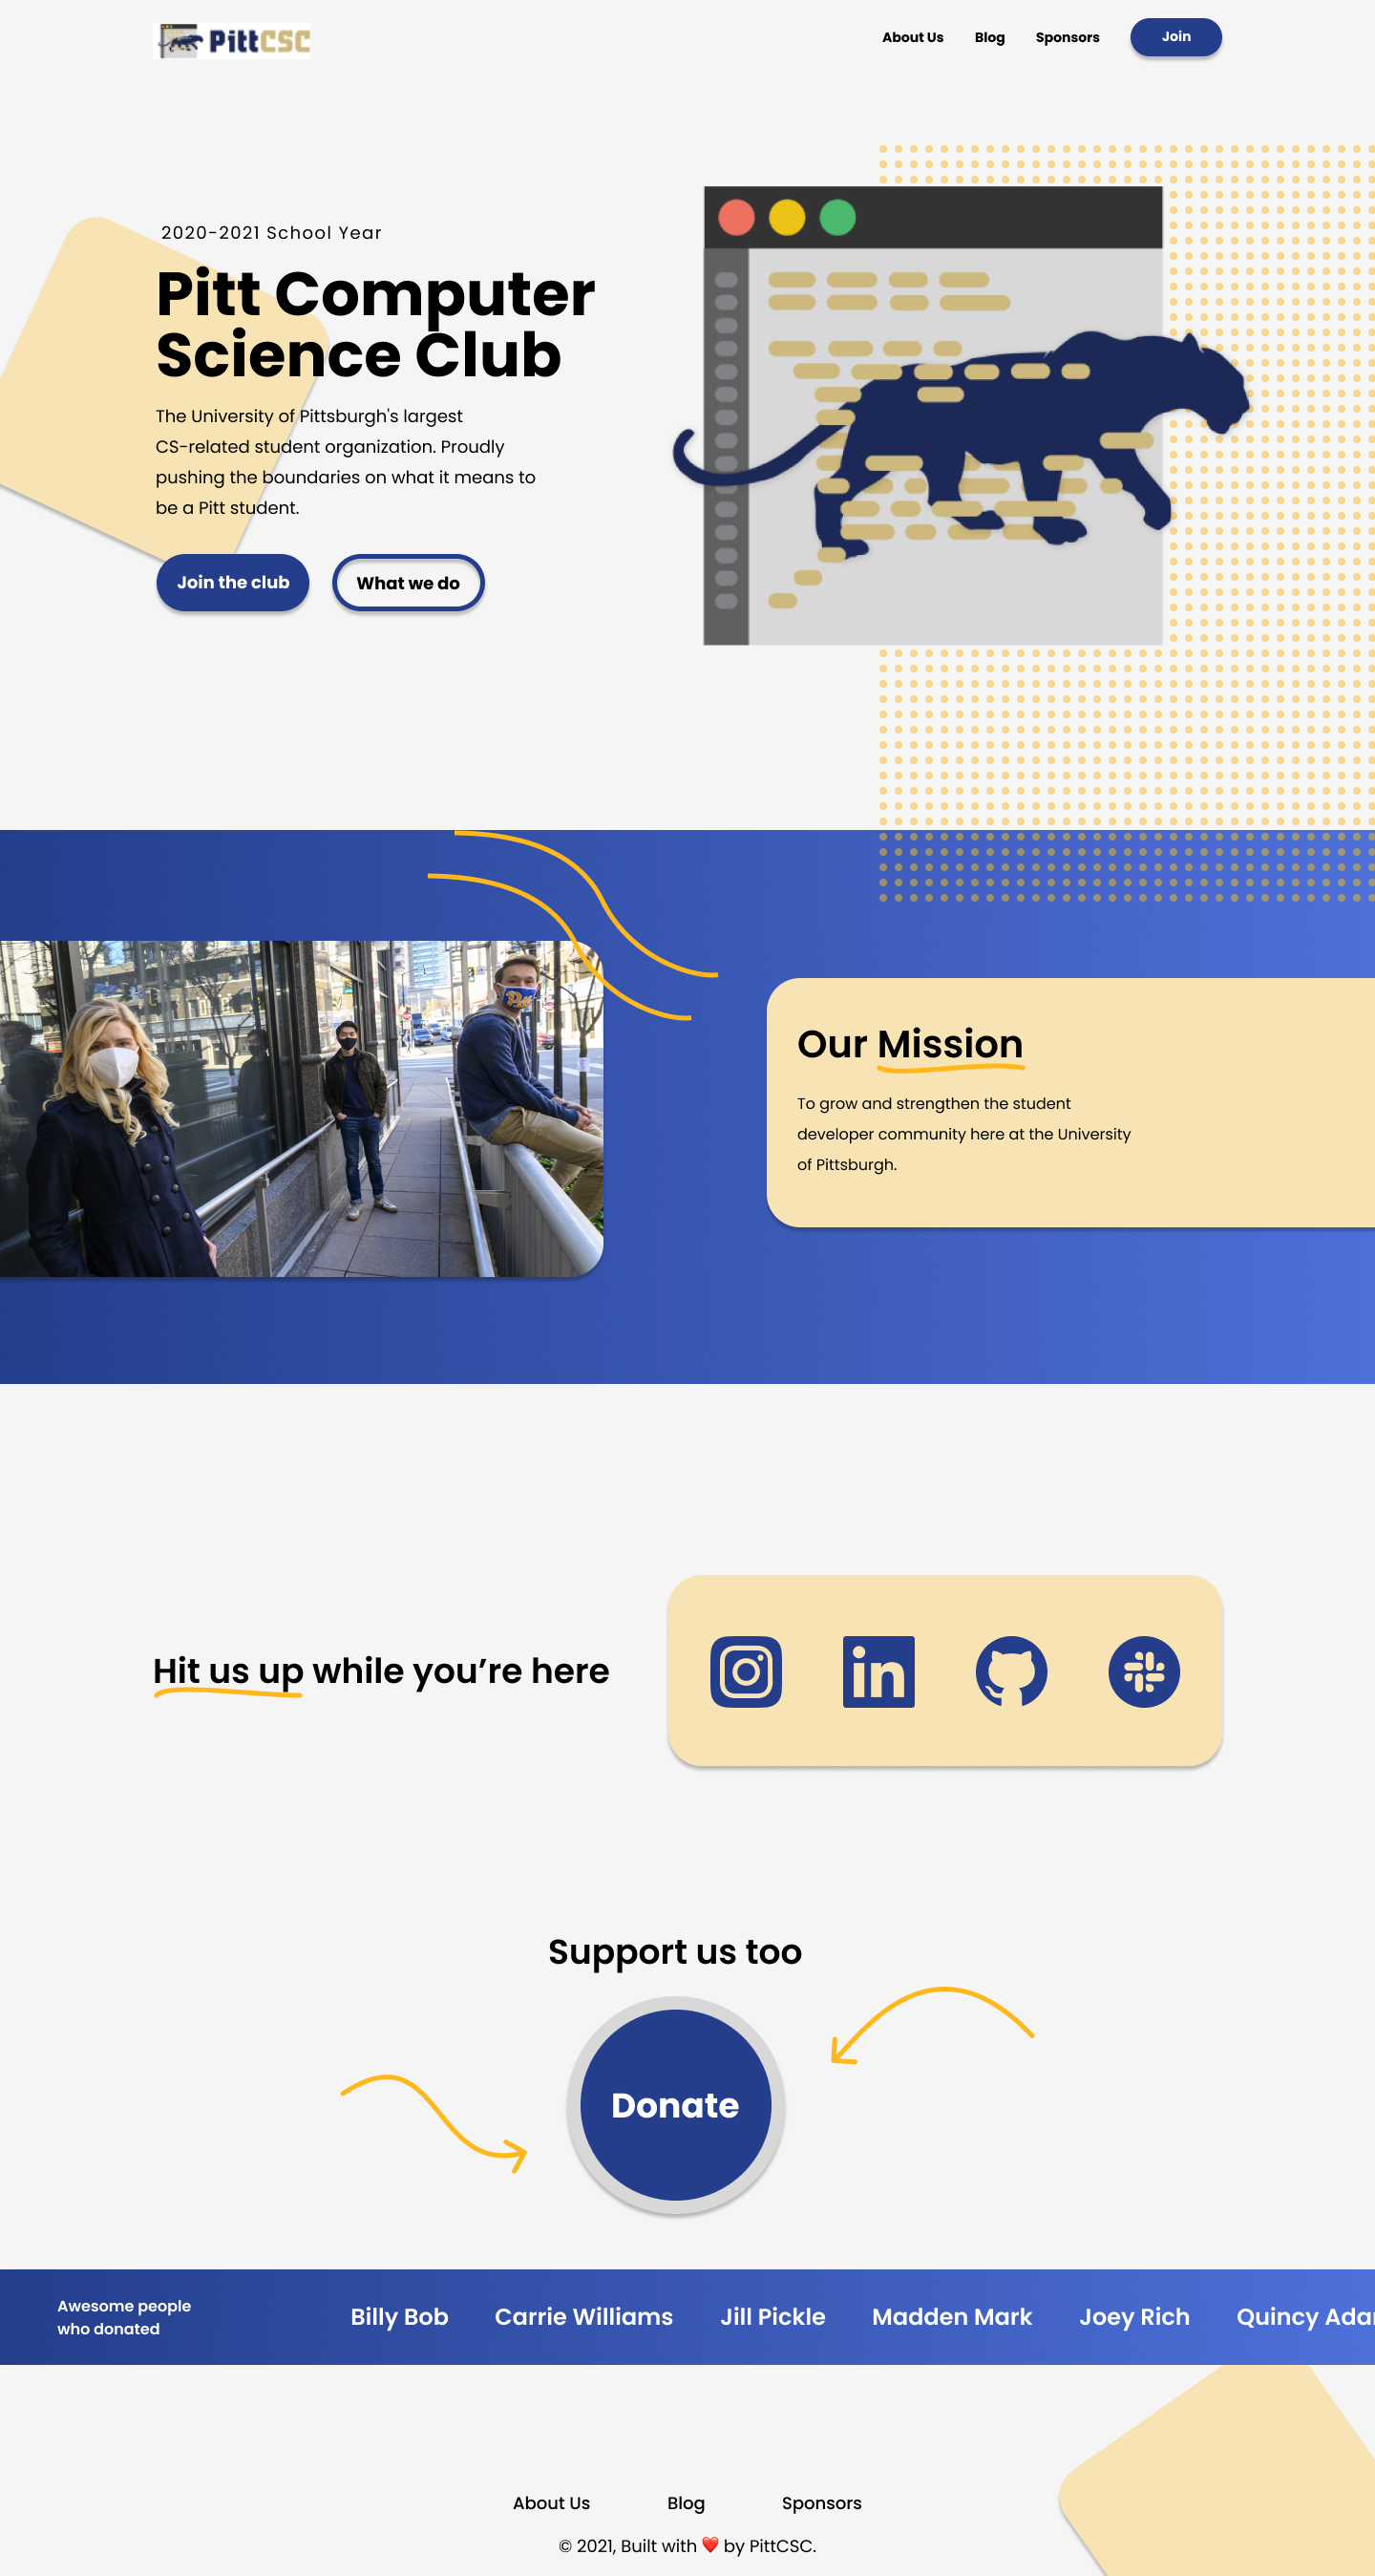 PittCSC
About Us Blog Sponsors Join
2020-2021 School Year
Pitt Computer
Science Club
The University of Pittsburgh's largest
CS-related student organization. Proudly
pushing the boundaries on what it means to
be a Pitt student.
Join the club What we do
Pitt
Our Mission
To grow and strengthen the student
developer community here at the University
of Pittsburgh.
Hit us up while you’re here
in
Support us too
Donate
Awesome people
who donated
Billy Bob Carrie Williams Jill Pickle Madden Mark Joey Rich Quincy
About Us Blog Sponsors
© 2021, Built with ❤️ by PittCSC.